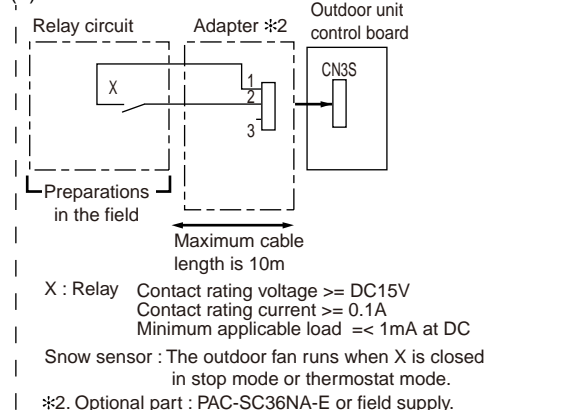 Relay circuit
Adapter ✻2
Outdoor unit
control board
X
1
2
3
CN3S
Preparations
in the field
Maximum cable
length is 10m
X : Relay
Contact rating voltage >= DC15V
Contact rating current >= 0.1A
Minimum applicable load =< 1mA at DC
Snow sensor : The outdoor fan runs when X is closed
in stop mode or thermostat mode.
✻2. Optional part : PAC-SC36NA-E or field supply.